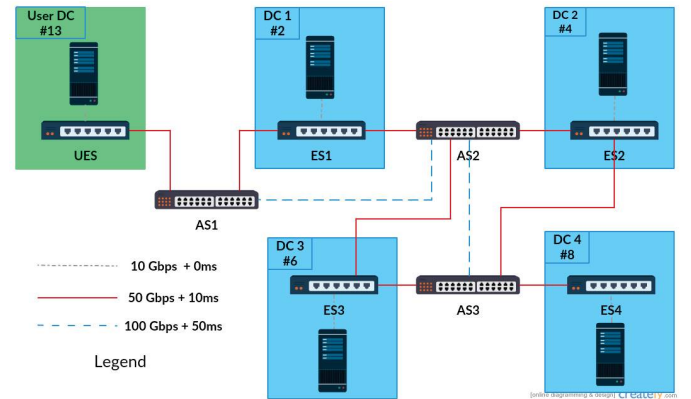 User DC
#13
DC 1
#2
DC 2
#4
UES
ES1
AS2
ES2
AS1
DC 3
#6
DC 4
#8
10 Gbps + 0ms
ES3
AS3
ES4
50 Gbps + 10ms
100 Gbps + 50ms
Legend
[online diagramming & design] creately.com